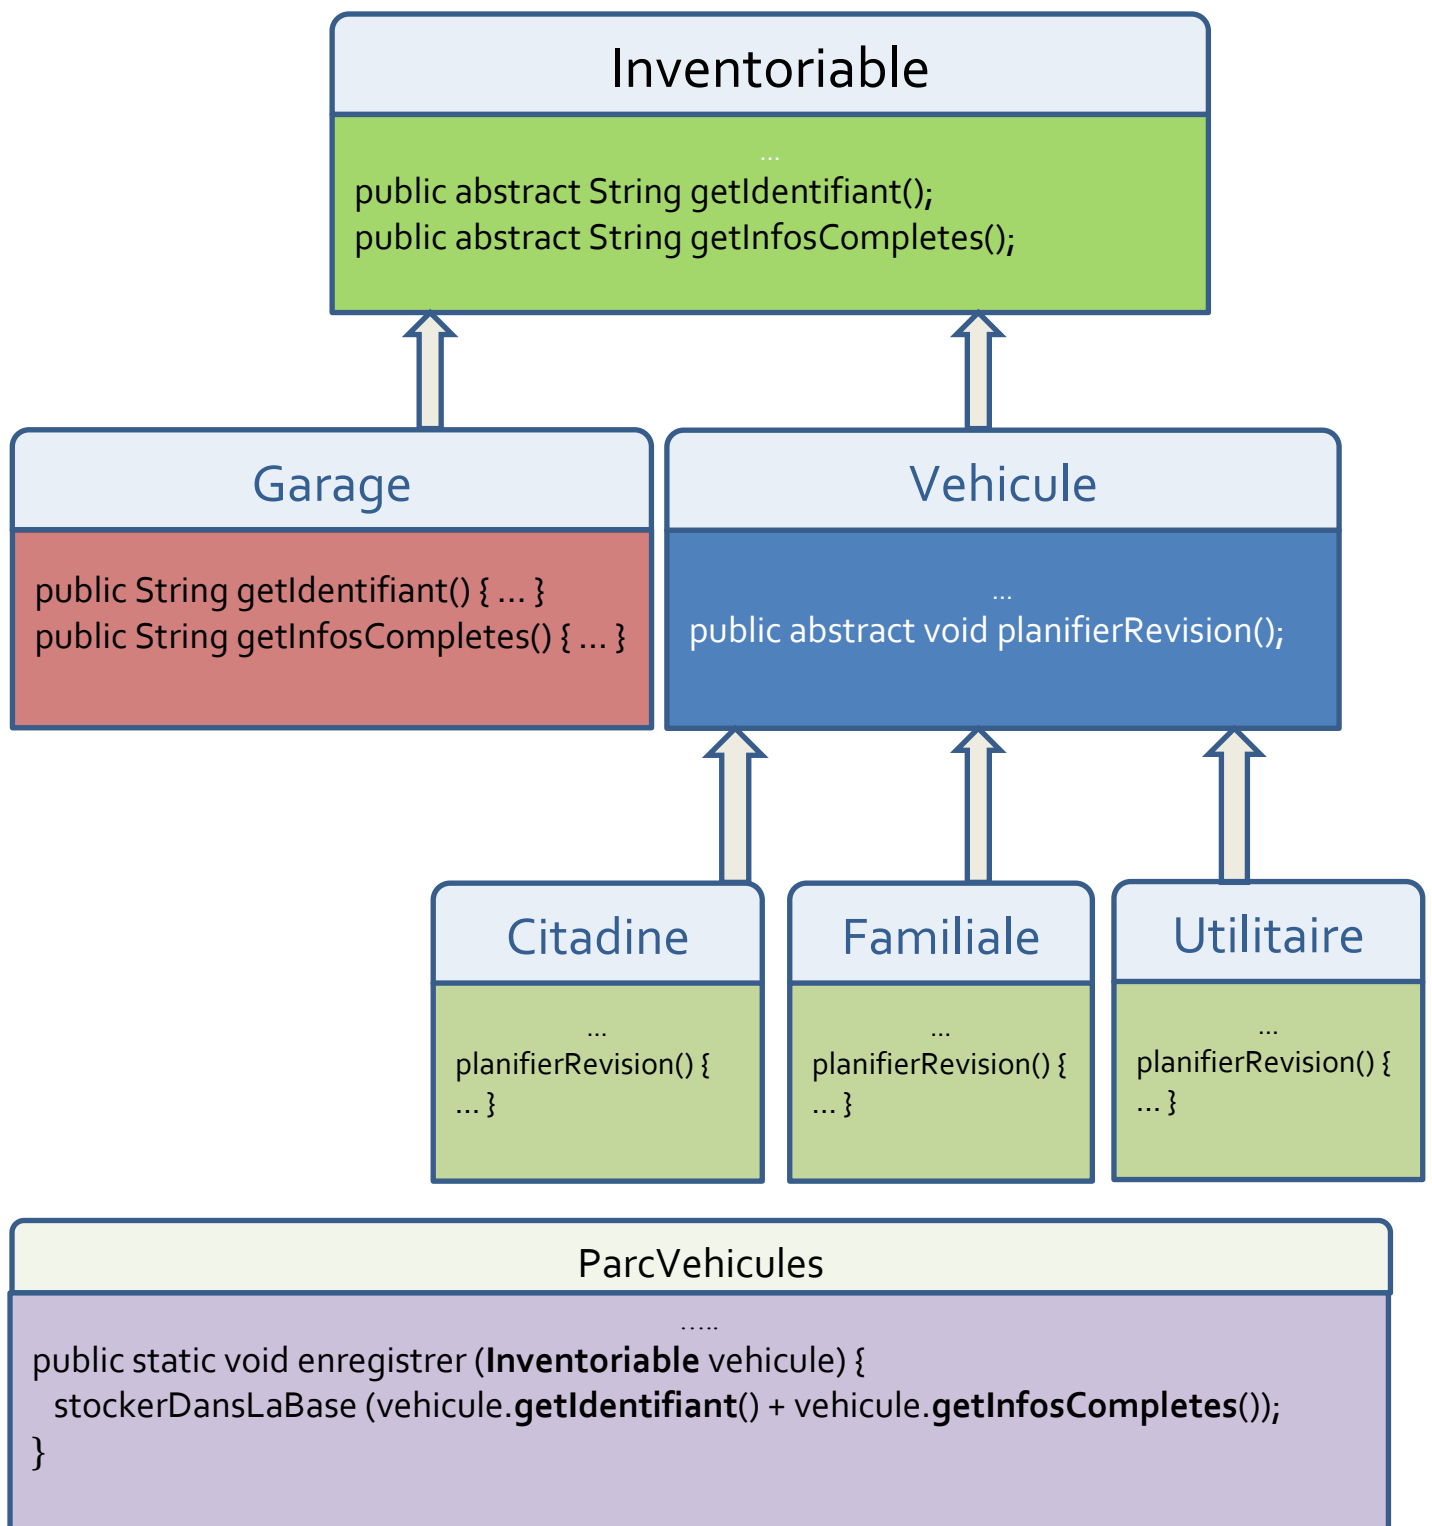 Inventoriable
...
public abstract String getIdentifiant();
public abstract String getInfosCompletes();
Garage
public String getIdentifiant() { ... }
public String getInfosCompletes() { ... }
Vehicule
...
public abstract void planifierRevision();
Citadine
...
planifierRevision() {
... }
Familiale
...
planifierRevision() {
... }
Utilitaire
...
planifierRevision() {
... }
ParcVehicules
.....
public static void enregistrer (Inventoriable vehicule) {
stockerDansLaBase (vehicule.getIdentifiant() + vehicule.getInfosCompletes());
}